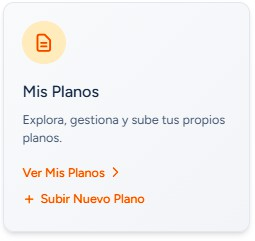 Mis Planos
Explora, gestiona y sube tus propios
planos.
Ver Mis Planos >
+ Subir Nuevo Plano